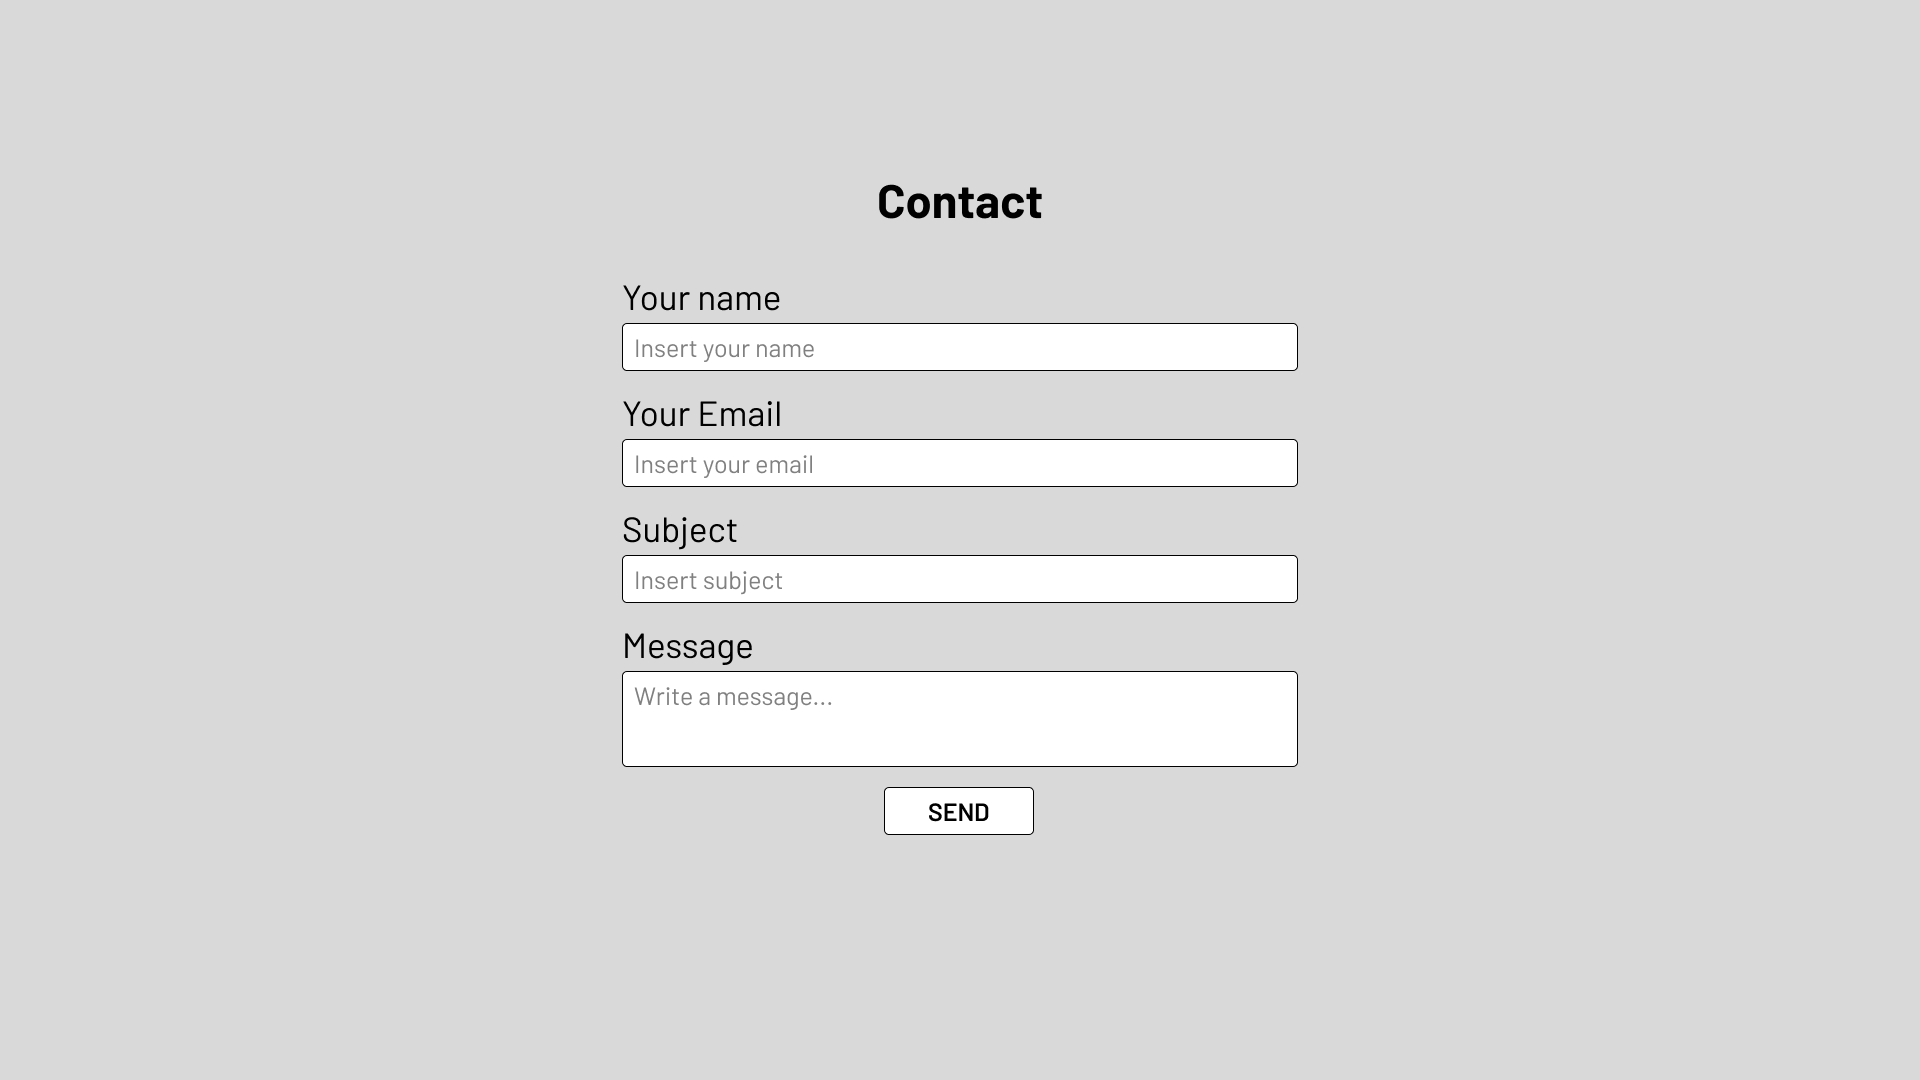 Contact
Your name
Insert your name
Your Email
Insert your email
Subject
Insert subject
Message
Write a message...
SEND